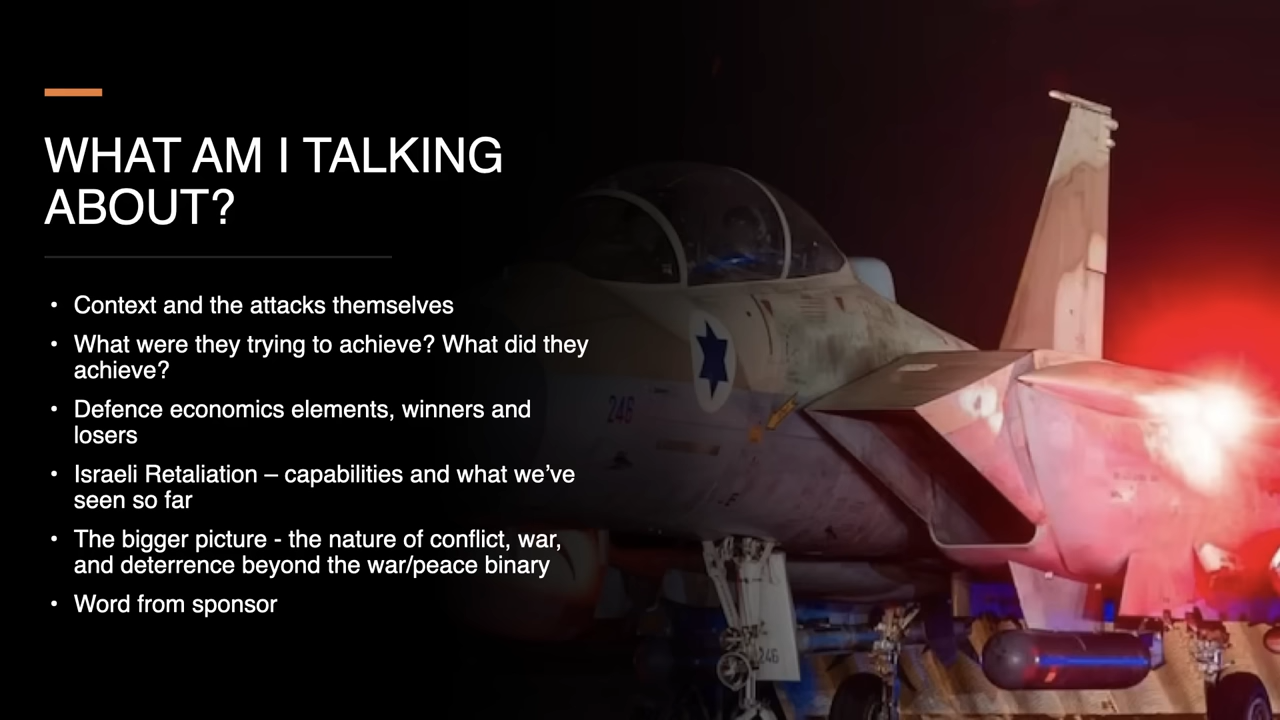 WHAT AM I TALKING
ABOUT?
• Context and the attacks themselves
• What were they trying to achieve? What did they
achieve?
• Defence economics elements, winners and
losers
• Israeli Retaliation – capabilities and what we’ve
seen so far
• The bigger picture - the nature of conflict, war,
and deterrence beyond the war/peace binary
• Word from sponsor
246
246